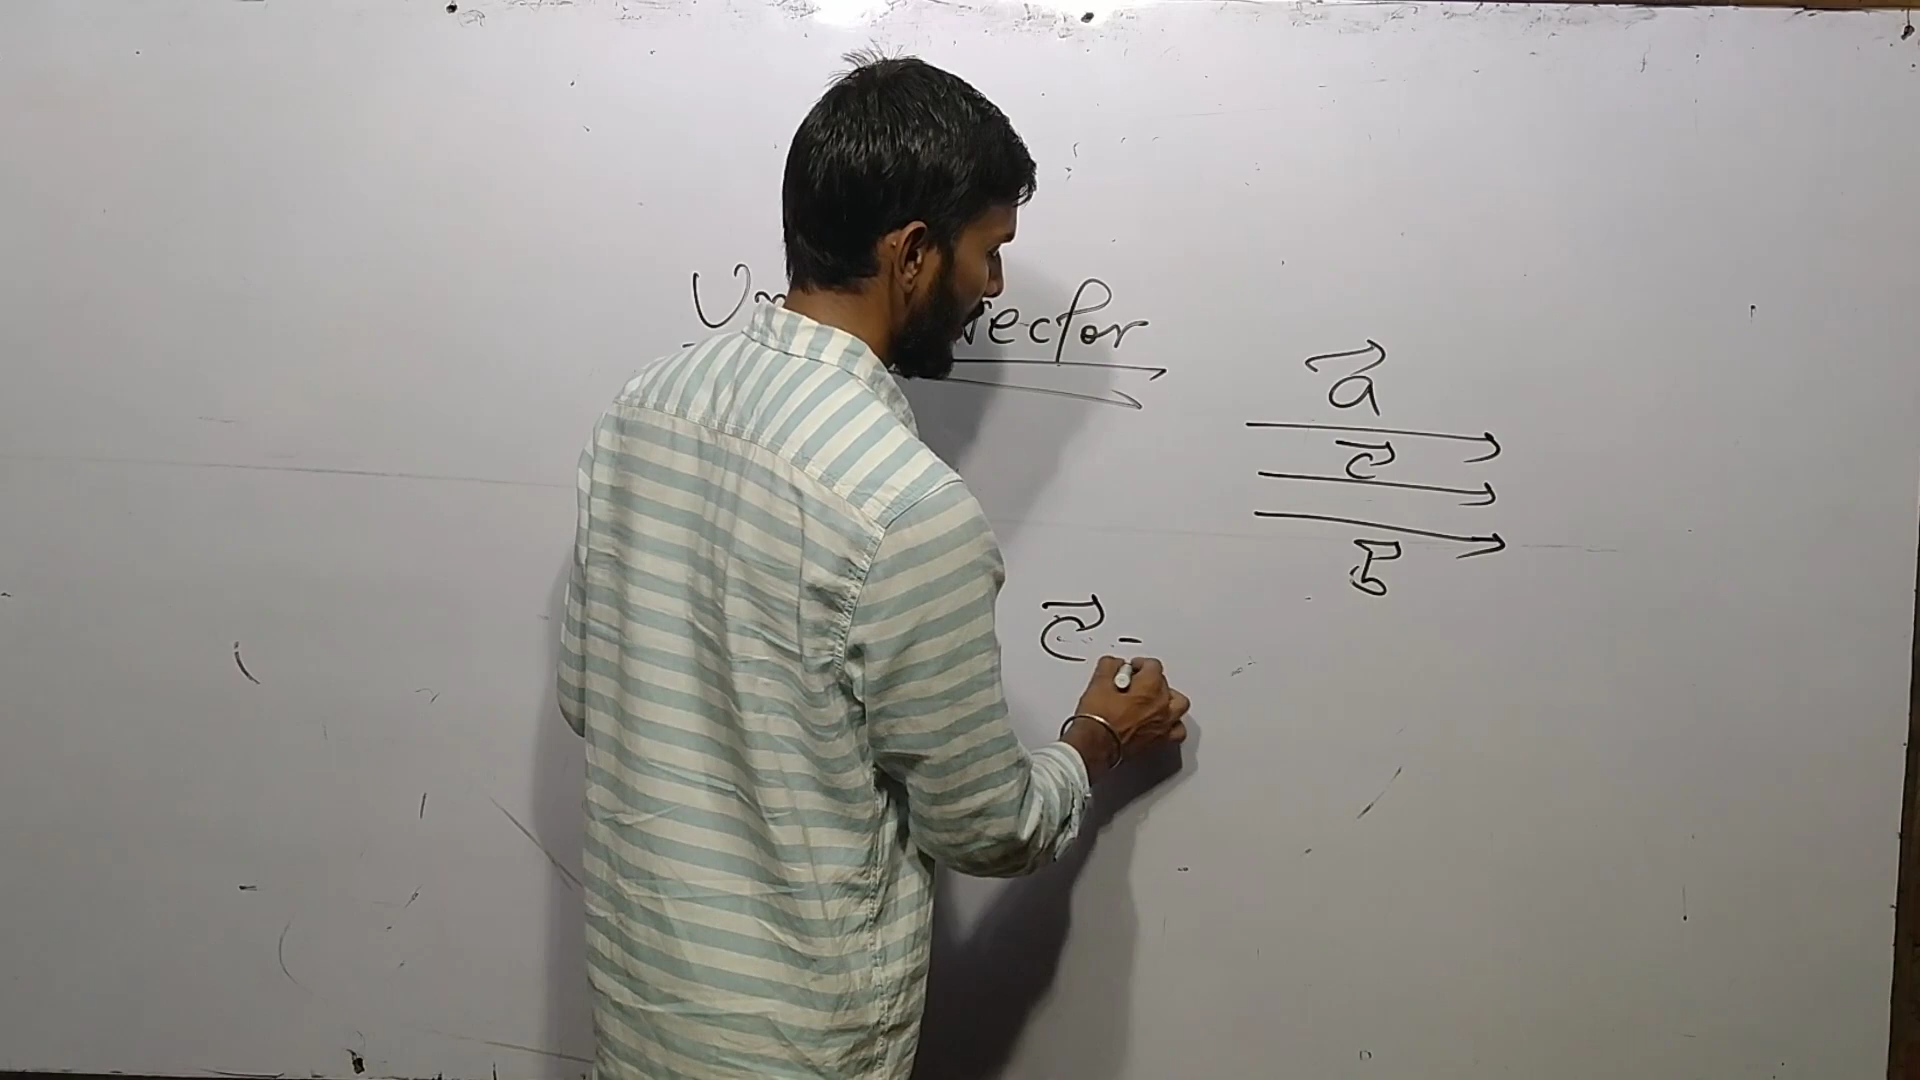 Vector
a⃗
c⃗
b⃗
c⃗ =